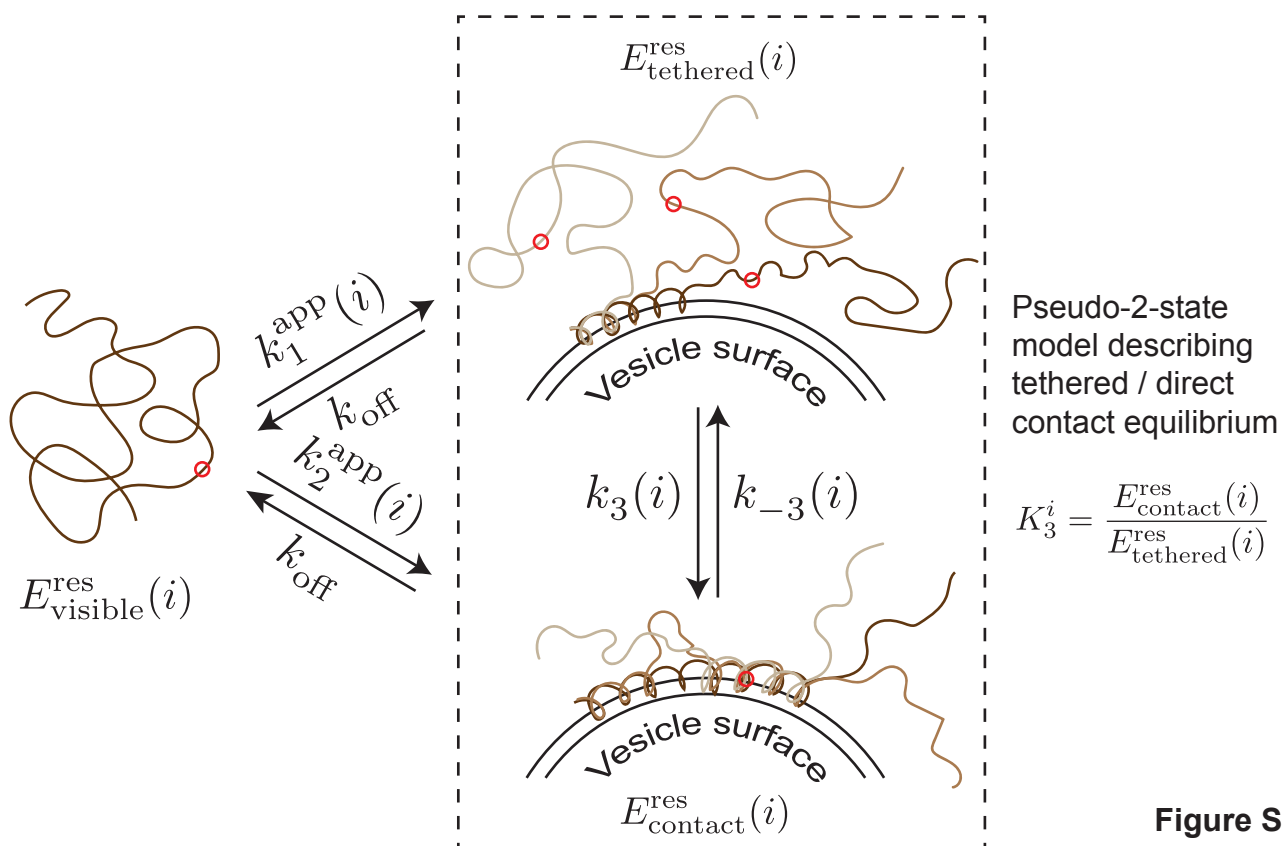 E^res_tethered(i)
k_1^app(i)
k_off
Vesicle surface
Pseudo-2-state
model describing
tethered / direct
contact equilibrium
k_2^app(i)
k_off
k_3(i) k_{-3}(i)
K_3^i = E^res_contact(i) / E^res_tethered(i)
E^res_visible(i)
Vesicle surface
E^res_contact(i)
Figure S